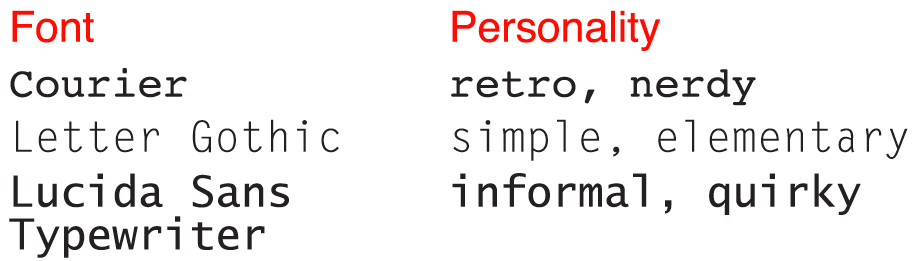 Font Personality
Courier retro, nerdy
Letter Gothic simple, elementary
Lucida Sans informal, quirky
Typewriter